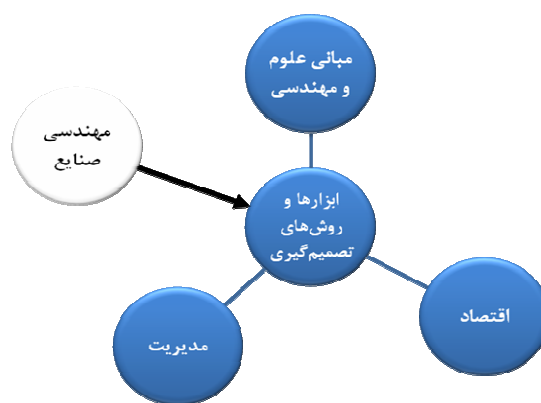 مبانی علوم
و مهندسی
مهندسی
صنایع
ابزارها و
روش‌های
تصمیم‌گیری
اقتصاد
مدیریت